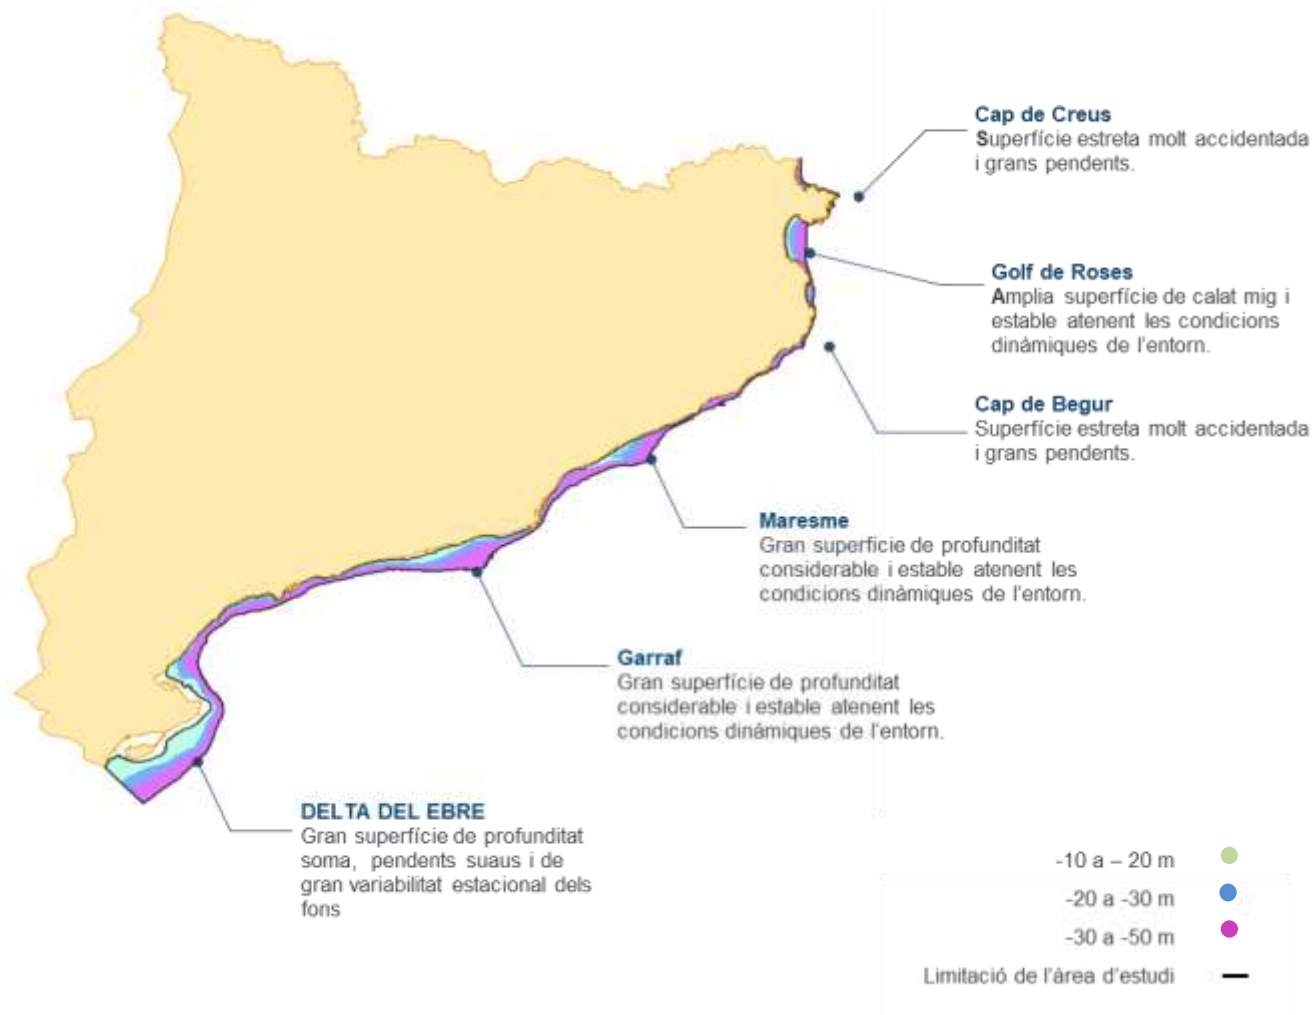 Cap de Creus
Superfície estreta molt accidentada
i grans pendents.
Golf de Roses
Amplia superfície de calat mig i
estable atenent les condicions
dinàmiques de l'entorn.
Cap de Begur
Superfície estreta molt accidentada
i grans pendents.
Maresme
Gran superfície de profunditat
considerable i estable atenent les
condicions dinàmiques de l'entorn.
Garraf
Gran superfície de profunditat
considerable i estable atenent les
condicions dinàmiques de l'entorn.
DELTA DEL EBRE
Gran superfície de profunditat
soma, pendents suaus i de
gran variabilitat estacional dels
fons
-10 a – 20 m
-20 a -30 m
-30 a -50 m
Limitació de l'àrea d'estudi